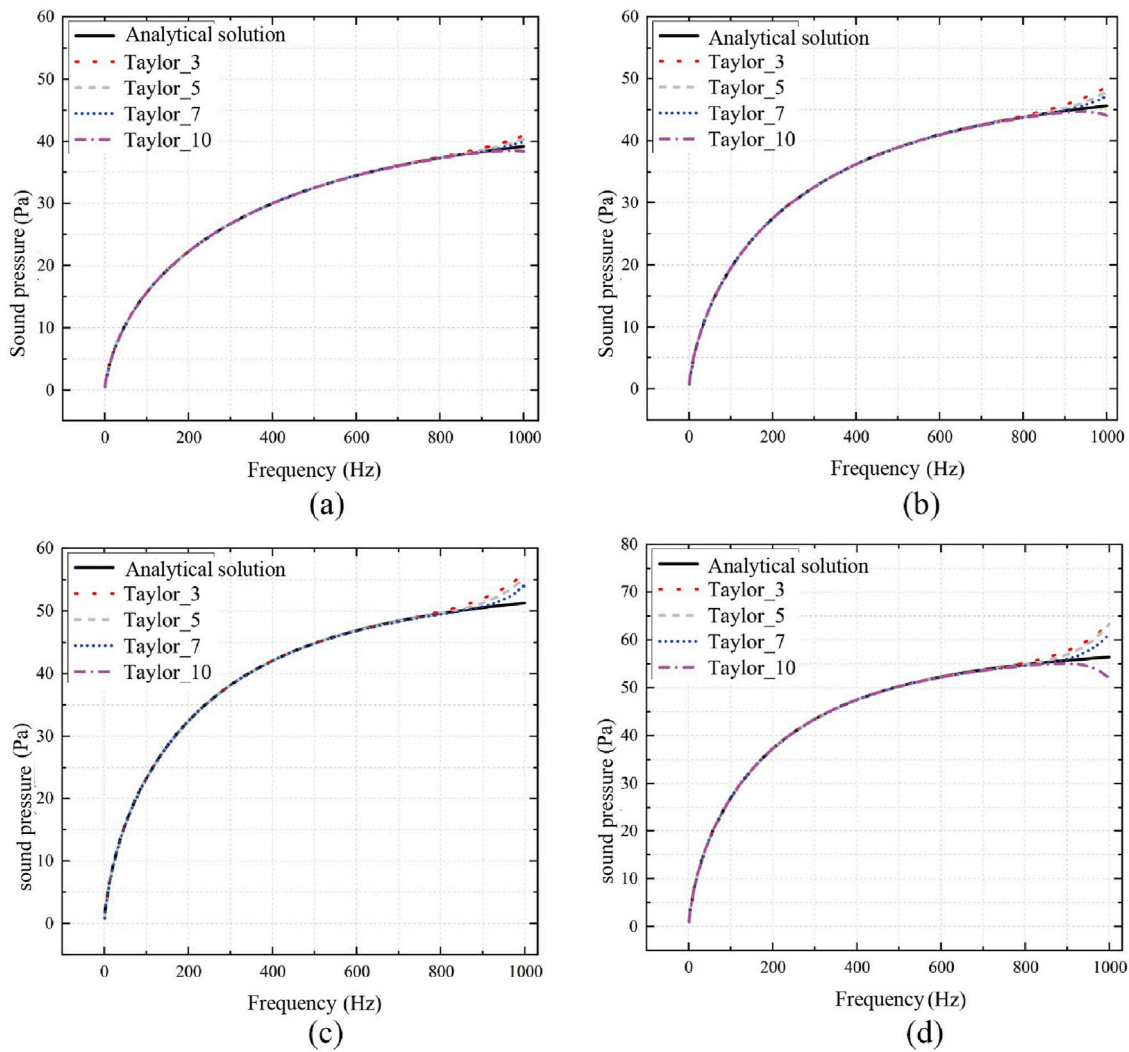 60
50
40
30
20
10
0
Sound pressure (Pa)
Analytical solution
Taylor_3
Taylor_5
Taylor_7
Taylor_10
0 200 400 600 800 1000
Frequency (Hz)
(a)
60
50
40
30
20
10
0
Sound pressure (Pa)
Analytical solution
Taylor_3
Taylor_5
Taylor_7
Taylor_10
0 200 400 600 800 1000
Frequency (Hz)
(b)
60
50
40
30
20
10
0
sound pressure (Pa)
Analytical solution
Taylor_3
Taylor_5
Taylor_7
Taylor_10
0 200 400 600 800 1000
Frequency (Hz)
(c)
80
70
60
50
40
30
20
10
0
sound pressure (Pa)
Analytical solution
Taylor_3
Taylor_5
Taylor_7
Taylor_10
0 200 400 600 800 1000
Frequency (Hz)
(d)